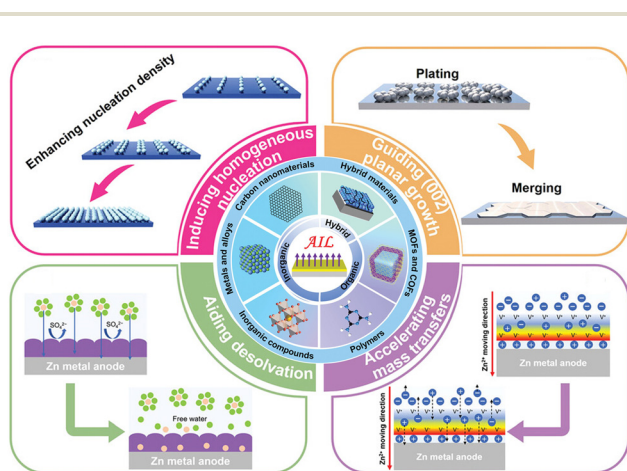 Enhancing nucleation density
Plating
Merging
Inducing homogeneous
nucleation
Guiding (002)
planar growth
Carbon nanomaterials
Hybrid materials
Metals and alloys
MOFs and COFs
Inorganic compounds
Polymers
Inorganic
Hybrid
Organic
AIL
Aiding desolvation
Accelerating
mass transfers
SO₄²⁻
SO₄²⁻
Zn metal anode
Free water
Zn metal anode
Zn²⁺ moving direction
Zn metal anode
Zn²⁺ moving direction
Zn metal anode